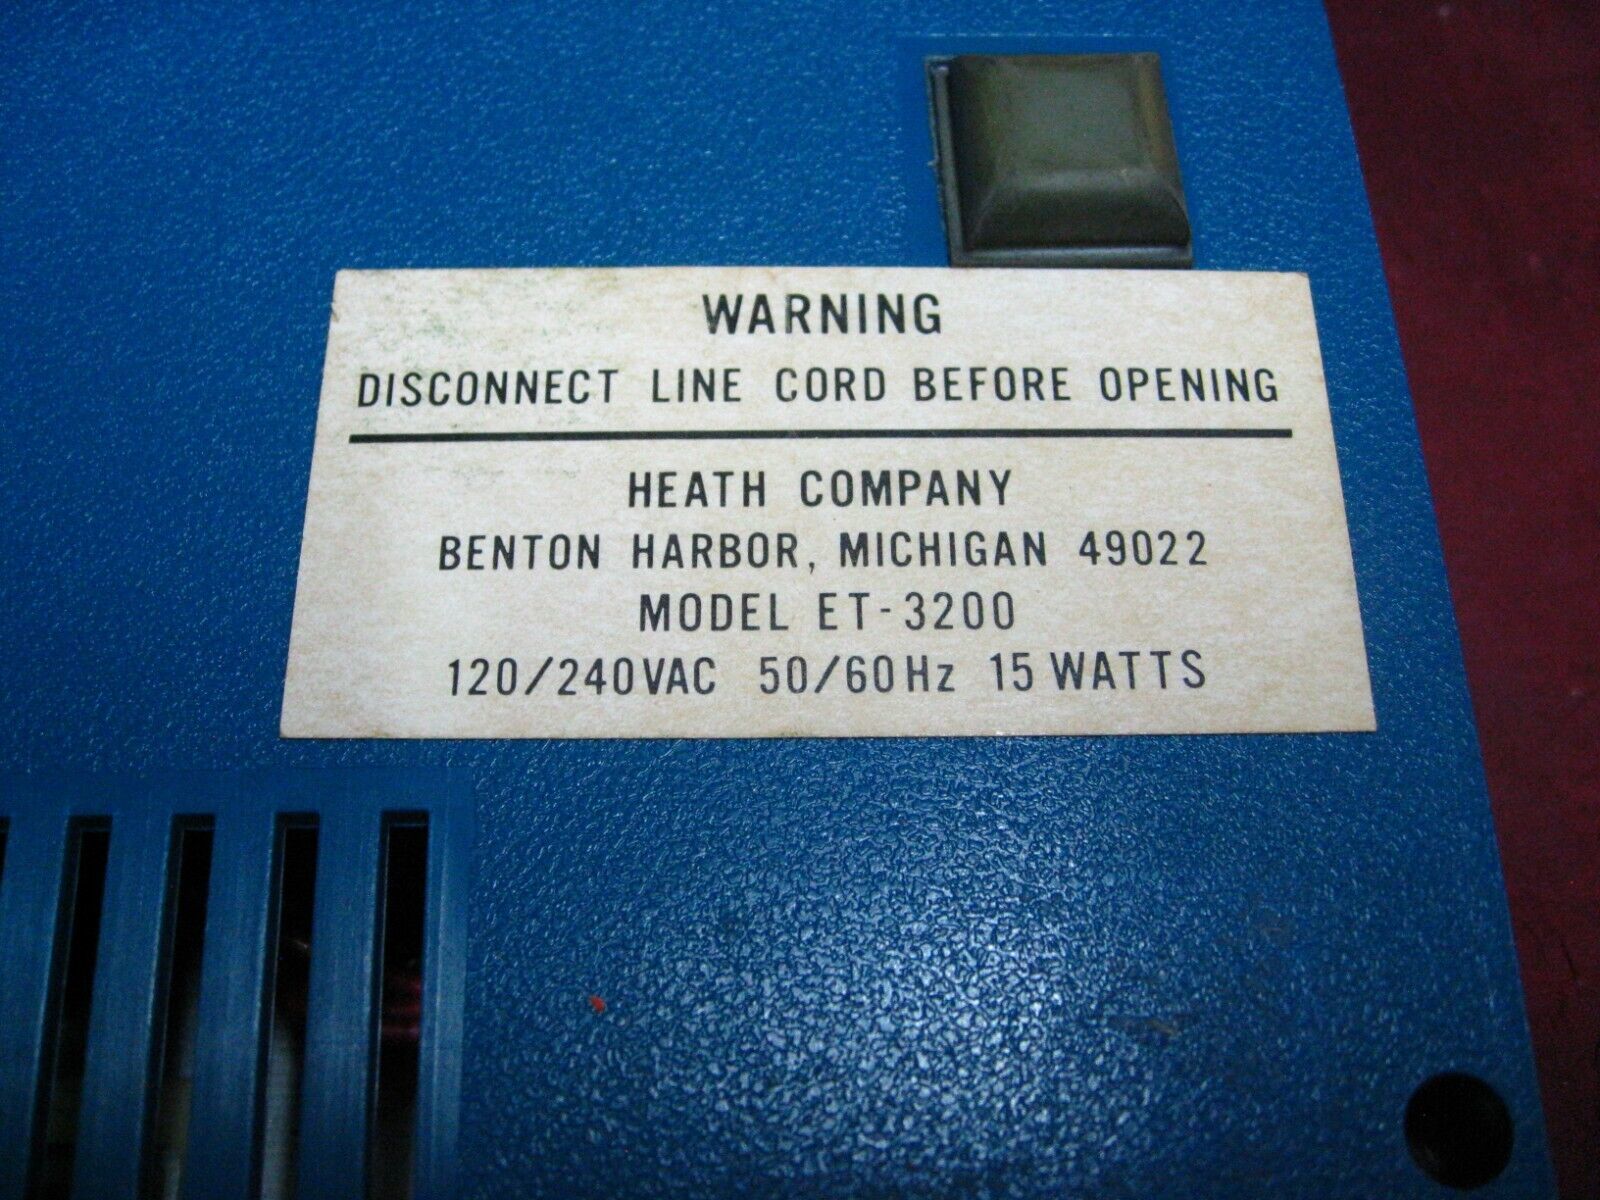 WARNING
DISCONNECT LINE CORD BEFORE OPENING
HEATH COMPANY
BENTON HARBOR, MICHIGAN 49022
MODEL ET-3200
120/240VAC 50/60Hz 15 WATTS